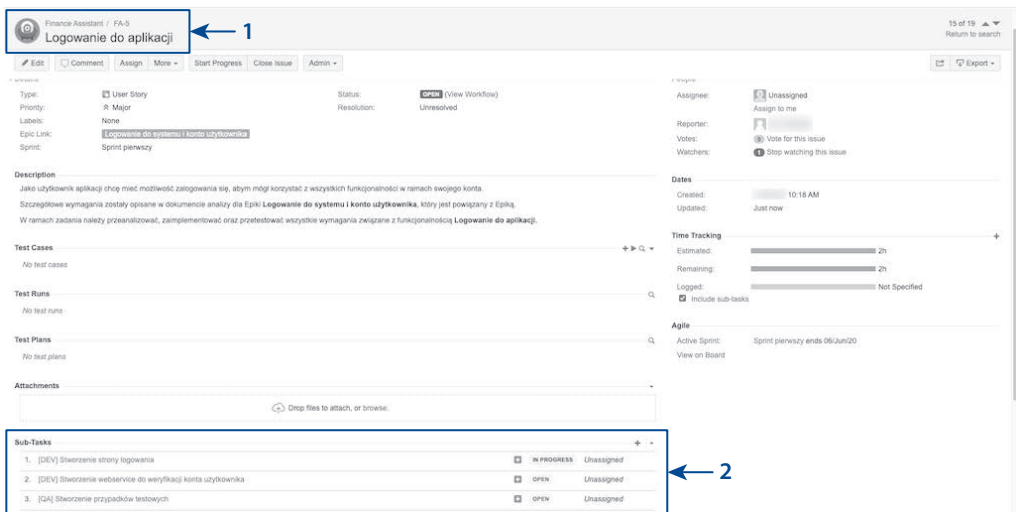 Finance Assistant / FA-5
Logowanie do aplikacji
1
15 of 19
Return to search
Edit Comment Assign More Start Progress Close Issue Admin Export
Details
People
Type: User Story
Status: OPEN (View Workflow)
Priority: Major
Resolution: Unresolved
Labels: None
Epic Link: Logowanie do systemu i konto użytkownika
Sprint: Sprint pierwszy
Assignee: Unassigned
Assign to me
Reporter:
Votes: 0 Vote for this issue
Watchers: 1 Stop watching this issue
Description
Jako użytkownik aplikacji chcę mieć możliwość zalogowania się, abym mógł korzystać z wszystkich funkcjonalności w ramach swojego konta.
Szczegółowe wymagania zostały opisane w dokumencie analizy dla Epiki Logowanie do systemu i konto użytkownika, który jest powiązany z Epiką.
W ramach zadania należy przeanalizować, zaimplementować oraz przetestować wszystkie wymagania związane z funkcjonalnością Logowanie do aplikacji.
Dates
Created: 10:18 AM
Updated: Just now
Test Cases
No test cases
Test Runs
No test runs
Test Plans
No test plans
Time Tracking
Estimated: 2h
Remaining: 2h
Logged: Not Specified
Include sub-tasks
Agile
Active Sprint: Sprint pierwszy ends 06/Jun/20
View on Board
Attachments
Drop files to attach, or browse.
Sub-Tasks
1. [DEV] Stworzenie strony logowania IN PROGRESS Unassigned
2. [DEV] Stworzenie webservice do weryfikacji konta użytkownika OPEN Unassigned
3. [QA] Stworzenie przypadków testowych OPEN Unassigned
2